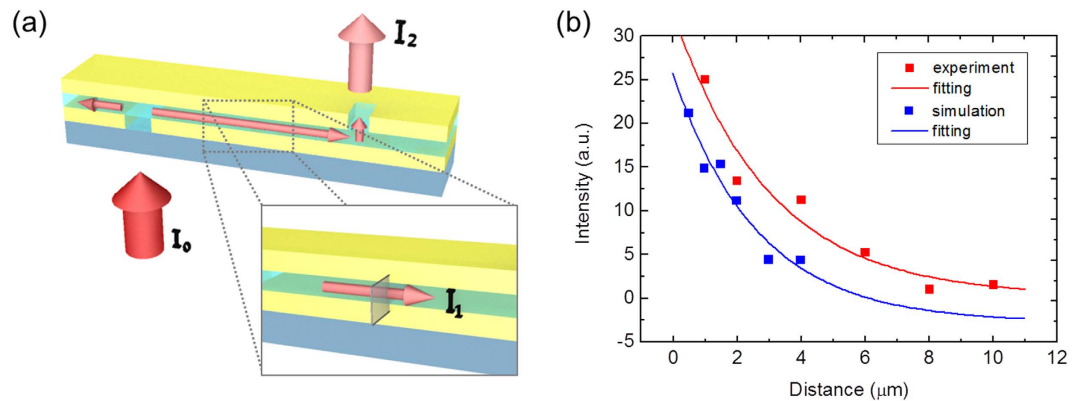 (a)
I₂
I₀
I₁
(b)
Intensity (a.u.)
30
25
20
15
10
5
0
-5
experiment
fitting
simulation
fitting
0 2 4 6 8 10 12
Distance (μm)